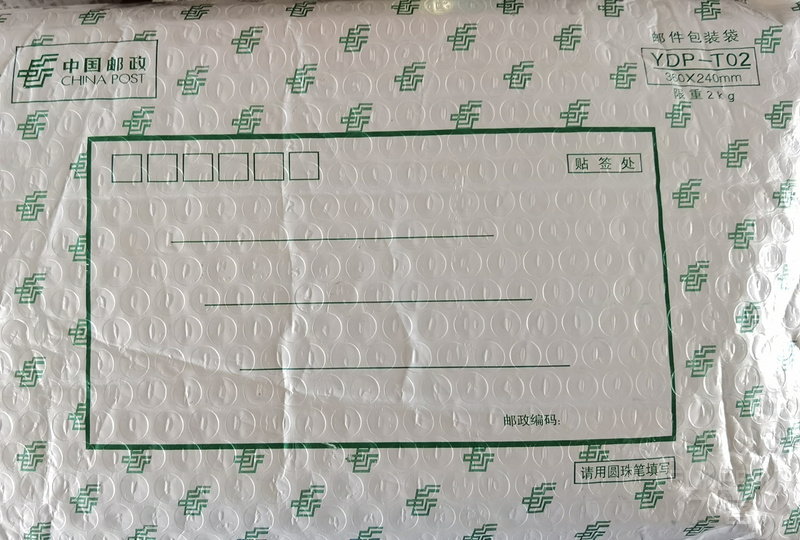 中国邮政
CHINA POST
邮件包装袋
YDP-T02
360X240mm
限重2kg
贴签处
邮政编码:
请用圆珠笔填写